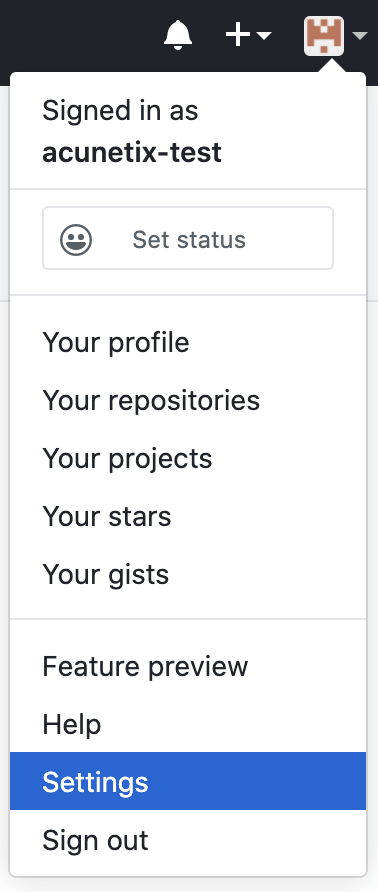 Signed in as
acunetix-test
Set status
Your profile
Your repositories
Your projects
Your stars
Your gists
Feature preview
Help
Settings
Sign out